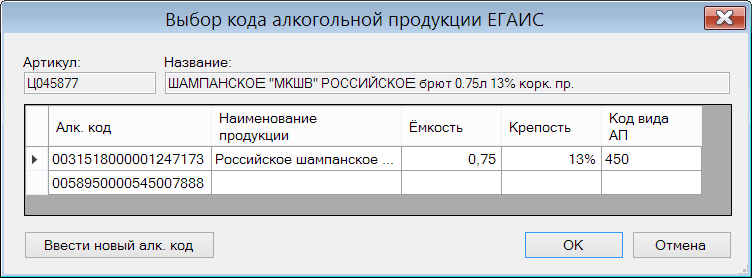 Выбор кода алкогольной продукции ЕГАИС
Артикул: Название:
Ц045877 ШАМПАНСКОЕ "МКШВ" РОССИЙСКОЕ брют 0.75л 13% корк. пр.
Алк. код Наименование продукции Ёмкость Крепость Код вида АП
0031518000001247173 Российское шампанское ... 0,75 13% 450
0058950000545007888
Ввести новый алк. код OK Отмена